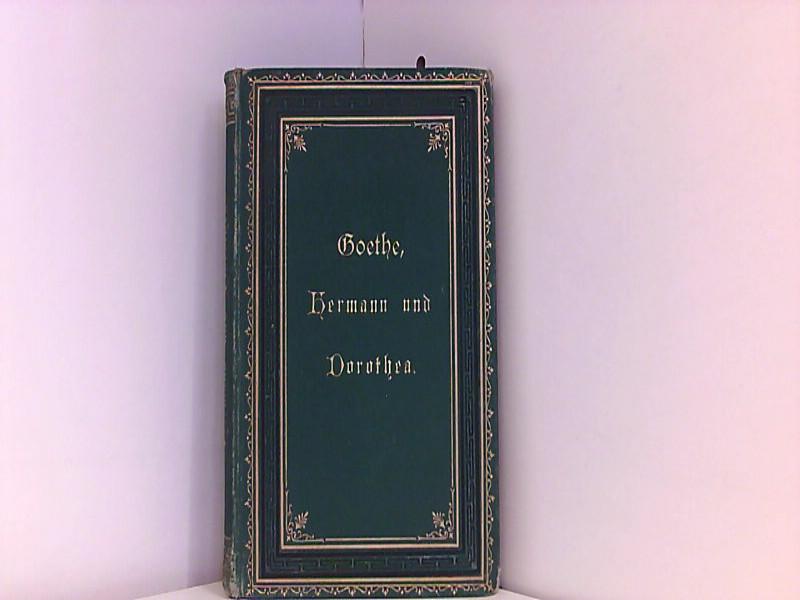 Goethe,
Hermann und
Dorothea.